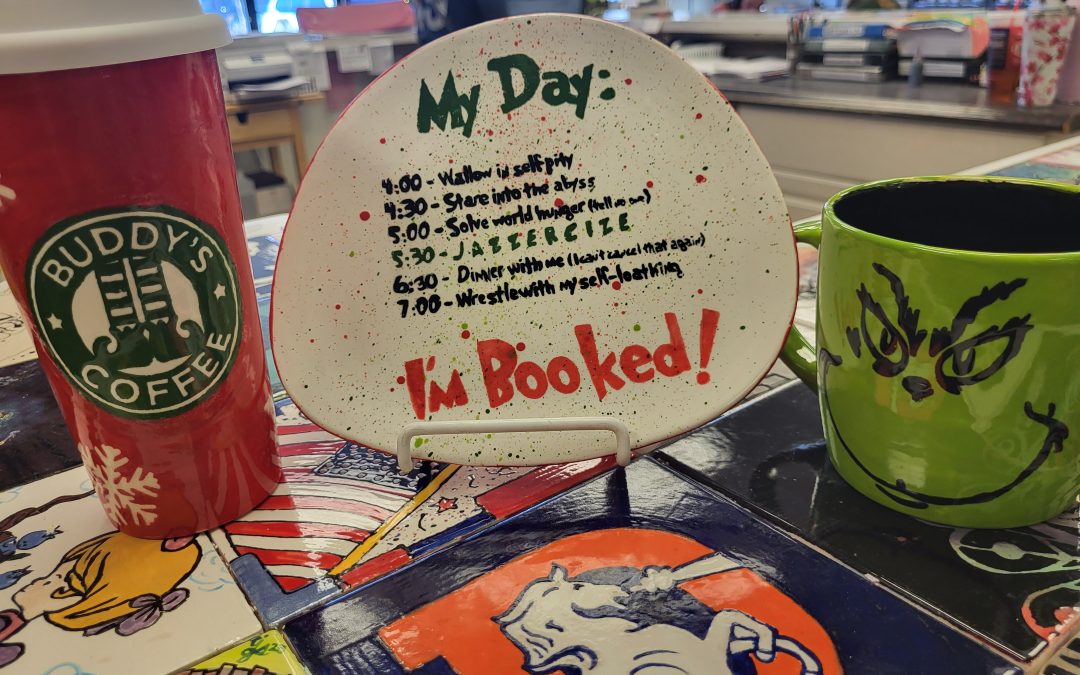 BUDDY'S
COFFEE
My Day:
4:00 - Wallow in self pity
4:30 - Stare into the abyss
5:00 - Solve world hunger (tell no one)
5:30 - JAZZERCIZE
6:30 - Dinner with me (I can't cancel that again)
7:00 - Wrestle with my self-loathing
I'm Booked!